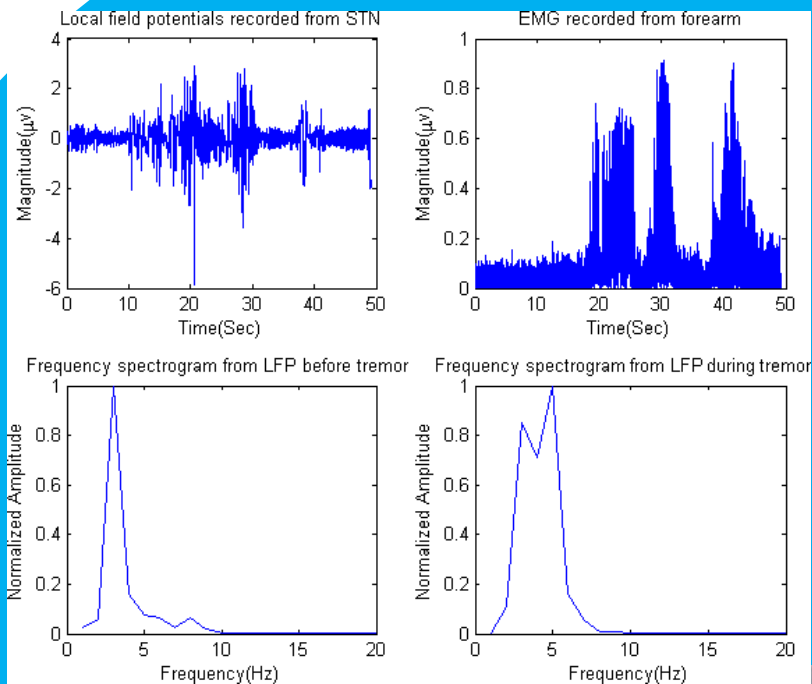 Local field potentials recorded from STN
4
2
0
-2
-4
-6
Magnitude(μv)
0 10 20 30 40 50
Time(Sec)
EMG recorded from forearm
1
0.8
0.6
0.4
0.2
0
Magnitude(μv)
0 10 20 30 40 50
Time(Sec)
Frequency spectrogram from LFP before tremor
1
0.8
0.6
0.4
0.2
0
Normalized Amplitude
0 5 10 15 20
Frequency(Hz)
Frequency spectrogram from LFP during tremor
1
0.8
0.6
0.4
0.2
0
Normalized Amplitude
0 5 10 15 20
Frequency(Hz)